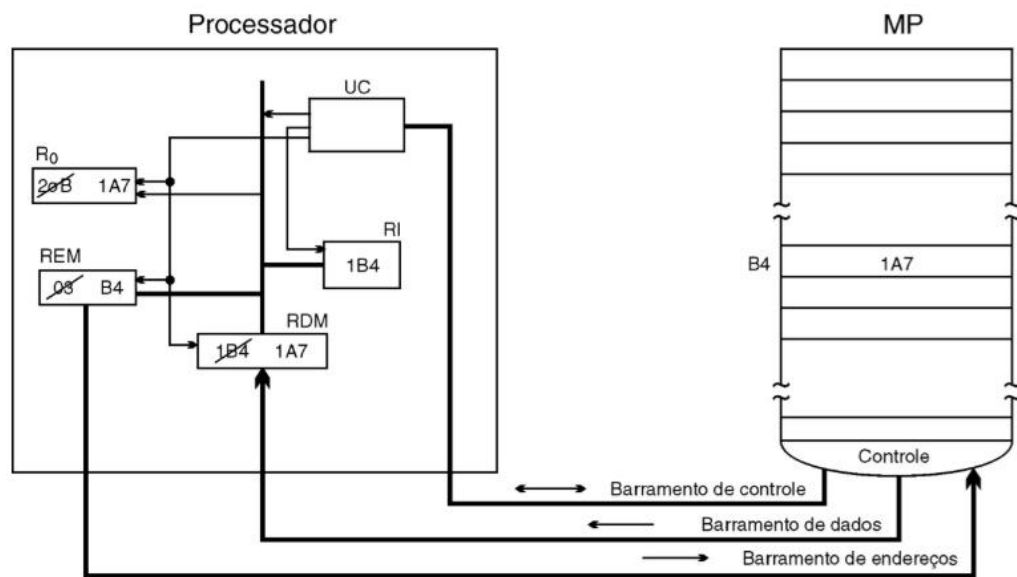 Processador
MP
UC
R0
2oB 1A7
RI
1B4
REM
03 B4
RDM
1B4 1A7
B4
1A7
Controle
Barramento de controle
Barramento de dados
Barramento de endereços